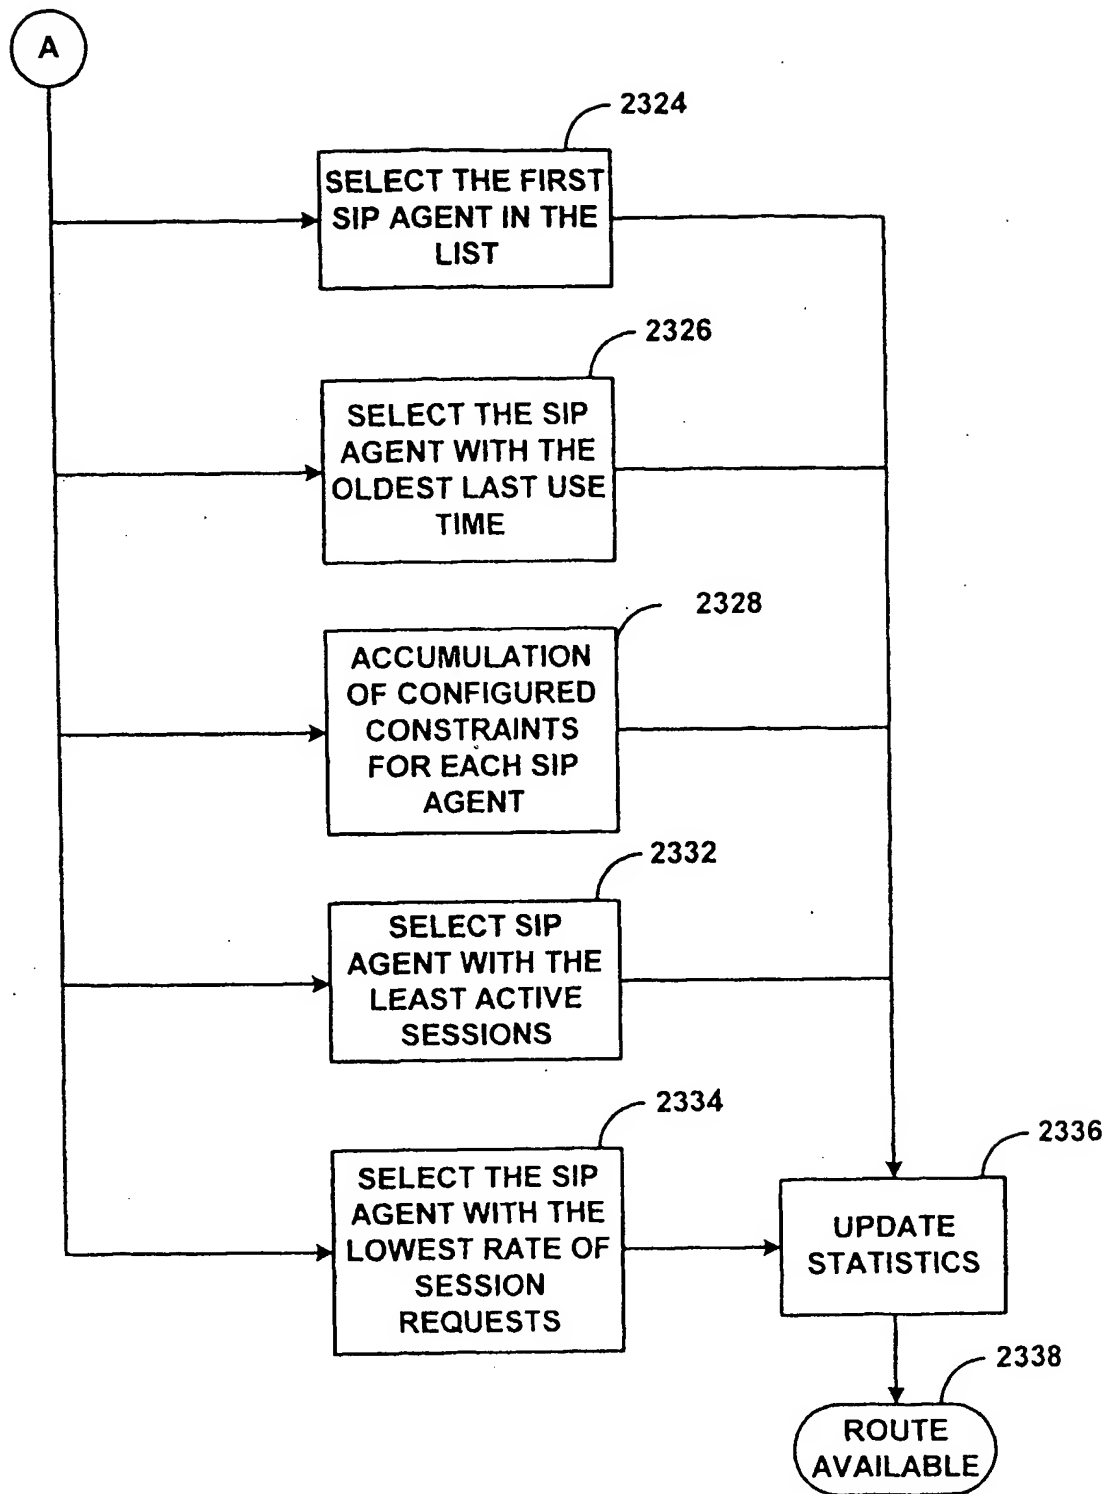 A
2324
SELECT THE FIRST
SIP AGENT IN THE
LIST
2326
SELECT THE SIP
AGENT WITH THE
OLDEST LAST USE
TIME
2328
ACCUMULATION
OF CONFIGURED
CONSTRAINTS
FOR EACH SIP
AGENT
2332
SELECT SIP
AGENT WITH THE
LEAST ACTIVE
SESSIONS
2334
SELECT THE SIP
AGENT WITH THE
LOWEST RATE OF
SESSION
REQUESTS
2336
UPDATE
STATISTICS
2338
ROUTE
AVAILABLE